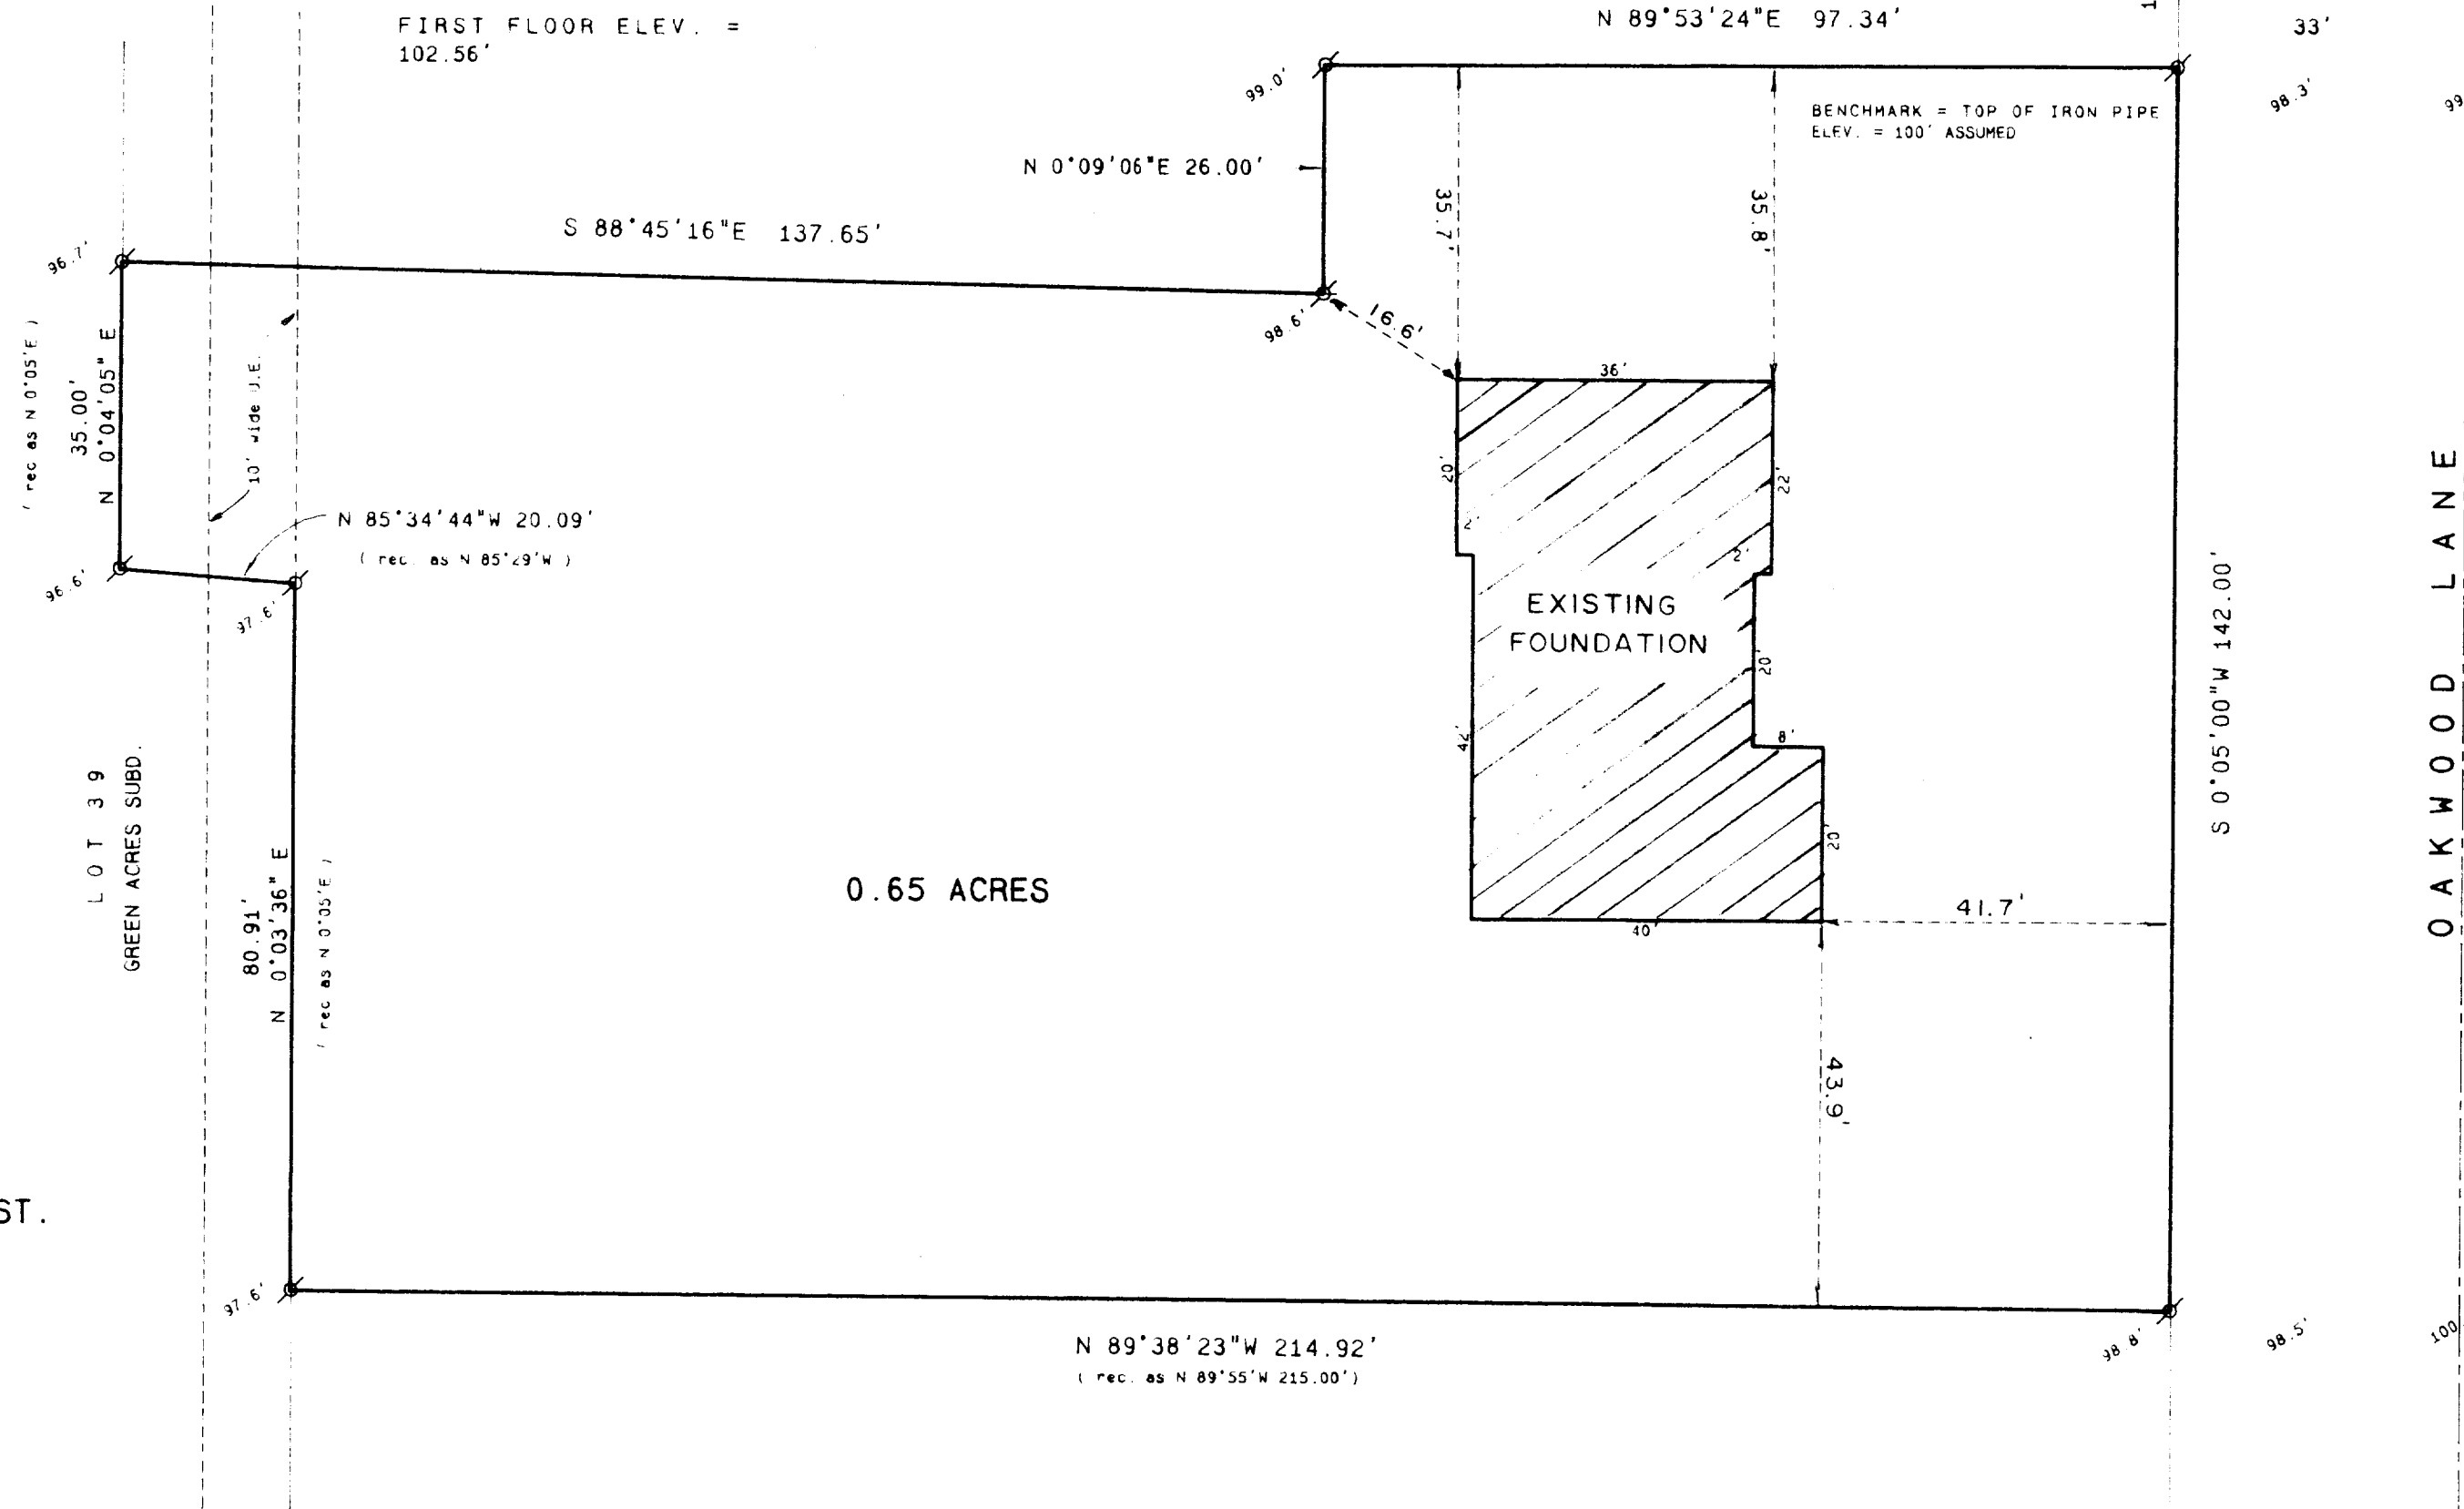 FIRST FLOOR ELEV. =
102.56'
N 89°53'24"E 97.34'
33'
99.0'
98.3'
99
BENCHMARK = TOP OF IRON PIPE
ELEV. = 100' ASSUMED
N 0°09'06"E 26.00'
S 88°45'16"E 137.65'
35.7'
35.8'
96.7'
98.6'
16.6'
( rec as N 0°05'E )
35.00'
N 0°04'05" E
10' wide U.E.
36'
20'
22'
2'
2'
N 85°34'44"W 20.09'
( rec. as N 85°29'W )
96.6'
97.6'
EXISTING
FOUNDATION
20'
42'
8'
20'
40'
41.7'
43.9'
S 0°05'00"W 142.00'
OAKWOOD LANE
LOT 39
GREEN ACRES SUBD.
80.91'
N 0°03'36" E
( rec as N 0°05'E )
0.65 ACRES
ST.
97.6'
N 89°38'23"W 214.92'
( rec. as N 89°55'W 215.00')
98.8'
98.5'
100